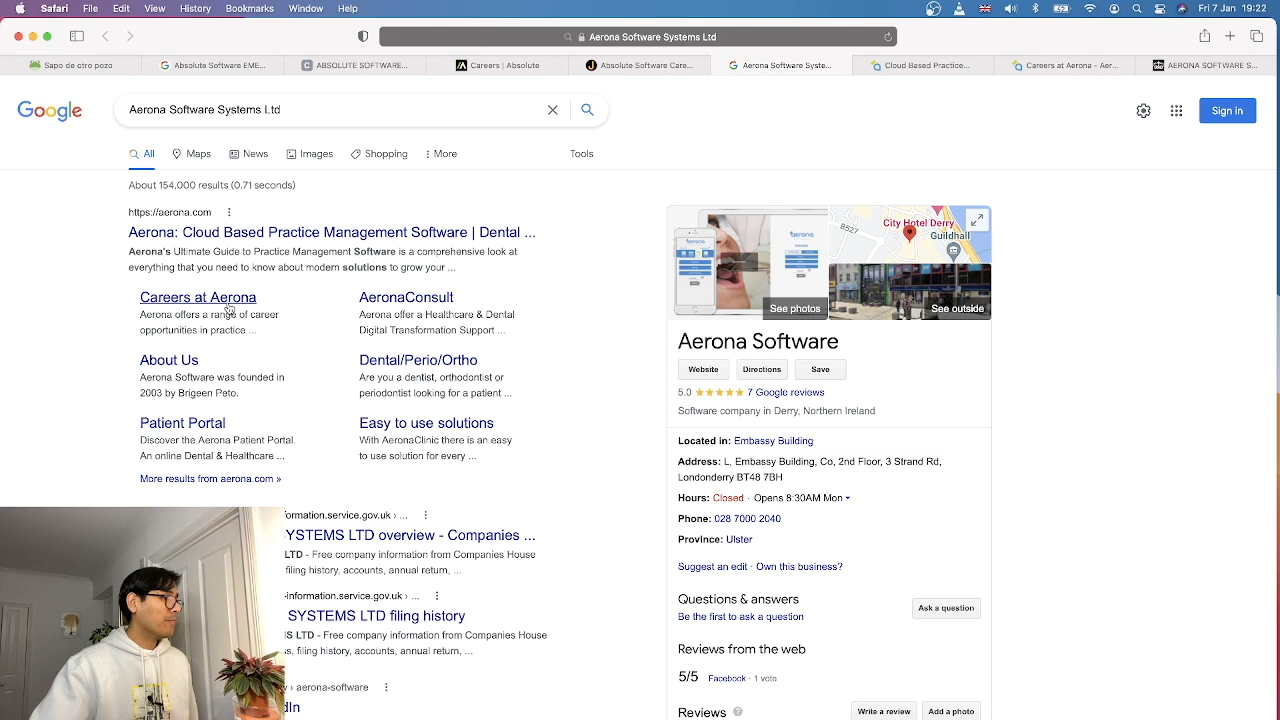 Safari File Edit View History Bookmarks Window Help Fri 7 Jan 19:22
Aerona Software Systems Ltd
Sapo de otro pozo
Absolute Software EME...
ABSOLUTE SOFTWARE...
Careers | Absolute
Absolute Software Care...
Aerona Software Syste...
Cloud Based Practice...
Careers at Aerona - Aer...
AERONA SOFTWARE S...
Google
Aerona Software Systems Ltd
Sign in
All Maps News Images Shopping More Tools
About 154,000 results (0.71 seconds)
https://aerona.com
Aerona: Cloud Based Practice Management Software | Dental ...
Aerona's Ultimate Guide to Practice Management Software is a comprehensive look at
everything that you need to know about modern solutions to grow your ...
Careers at Aerona
Aerona offers a range of career
opportunities in practice ...
AeronaConsult
Aerona offer a Healthcare & Dental
Digital Transformation Support ...
About Us
Aerona Software was founded in
2003 by Brigeen Peto.
Dental/Perio/Ortho
Are you a dentist, orthodontist or
periodontist looking for a patient ...
Patient Portal
Discover the Aerona Patient Portal.
An online Dental & Healthcare ...
Easy to use solutions
With AeronaClinic there is an easy
to use solution for every ...
More results from aerona.com »
ormation.service.gov.uk › ...
YSTEMS LTD overview - Companies ...
LTD - Free company information from Companies House
filing history, accounts, annual return, ...
-information.service.gov.uk › ...
SYSTEMS LTD filing history
S LTD - Free company information from Companies House
s, filing history, accounts, annual return, ...
› aerona-software
dIn
aerona
aerona
City Hotel Derry
B527
Guildhall
See photos
See outside
Aerona Software
Website Directions Save
5.0 ★★★★★ 7 Google reviews
Software company in Derry, Northern Ireland
Located in: Embassy Building
Address: L, Embassy Building, Co, 2nd Floor, 3 Strand Rd,
Londonderry BT48 7BH
Hours: Closed · Opens 8:30AM Mon
Phone: 028 7000 2040
Province: Ulster
Suggest an edit · Own this business?
Questions & answers
Be the first to ask a question
Ask a question
Reviews from the web
5/5 Facebook · 1 vote
Reviews
Write a review
Add a photo